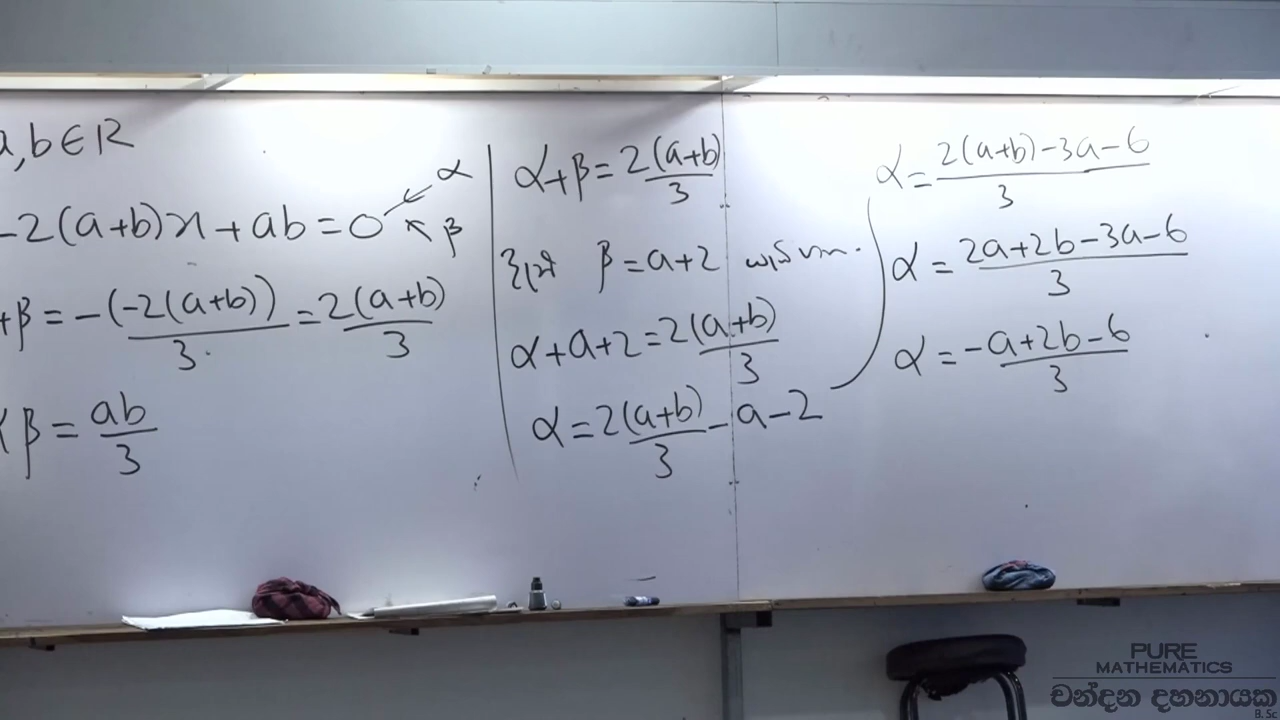 a, b ∈ R
-2(a+b)x + ab = 0 ↙ α ↖ β
+β = -(-2(a+b))/3 = 2(a+b)/3
αβ = ab/3
α+β = 2(a+b)/3
β = a+2
α+a+2 = 2(a+b)/3
α = 2(a+b)/3 - a - 2
α = (2(a+b)-3a-6)/3
α = (2a+2b-3a-6)/3
α = (-a+2b-6)/3
PURE
MATHEMATICS
චන්දන දහනායක
B.Sc